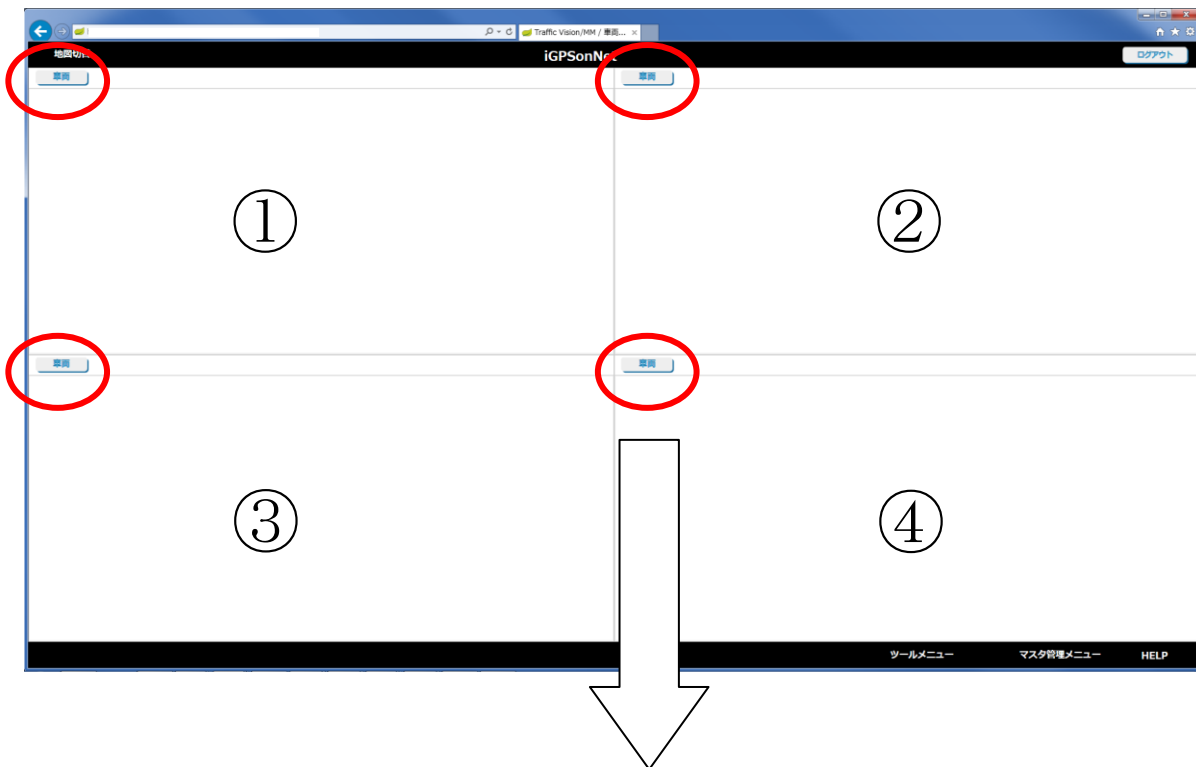 Traffic Vision/MM / 車両...
地図切替 iGPSonNet ログアウト
車両 車両
① ②
車両 車両
③ ④
ツールメニュー マスタ管理メニュー HELP